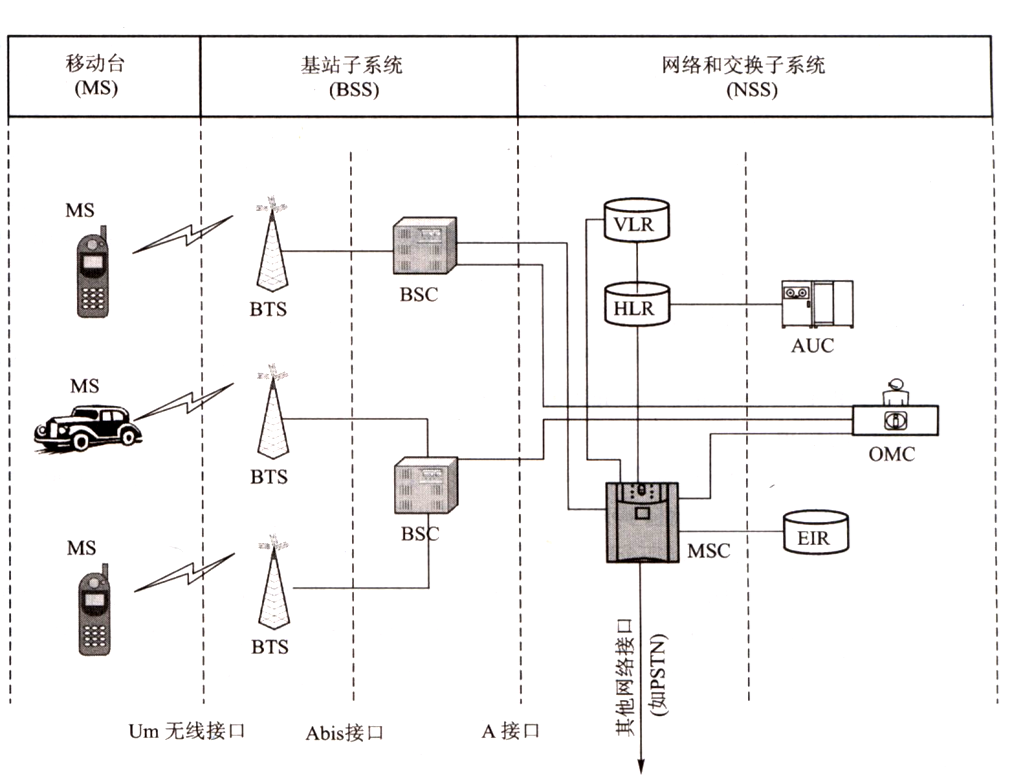 移动台
(MS)
基站子系统
(BSS)
网络和交换子系统
(NSS)
MS
BTS
BSC
VLR
HLR
AUC
MS
BTS
BSC
OMC
MS
BTS
MSC
EIR
其他网络接口
(如PSTN)
Um 无线接口
Abis接口
A 接口